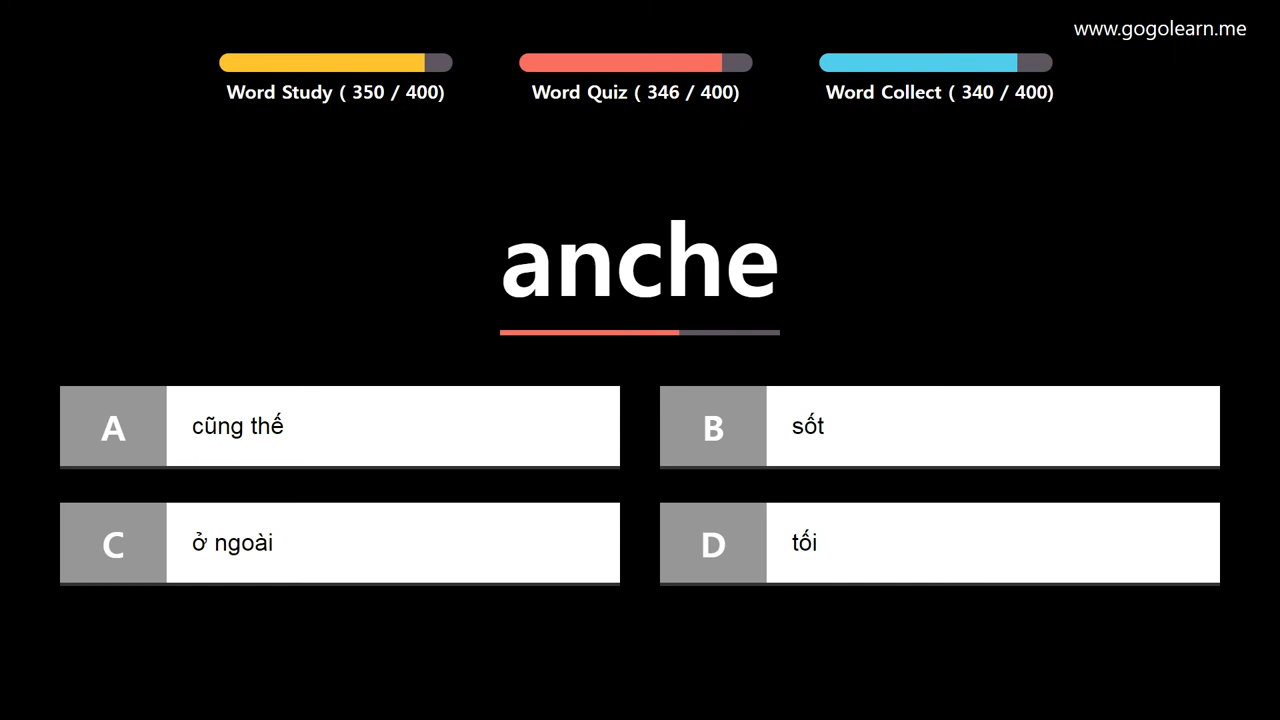 www.gogolearn.me
Word Study ( 350 / 400)
Word Quiz ( 346 / 400)
Word Collect ( 340 / 400)
anche
A cũng thế
B sốt
C ở ngoài
D tối